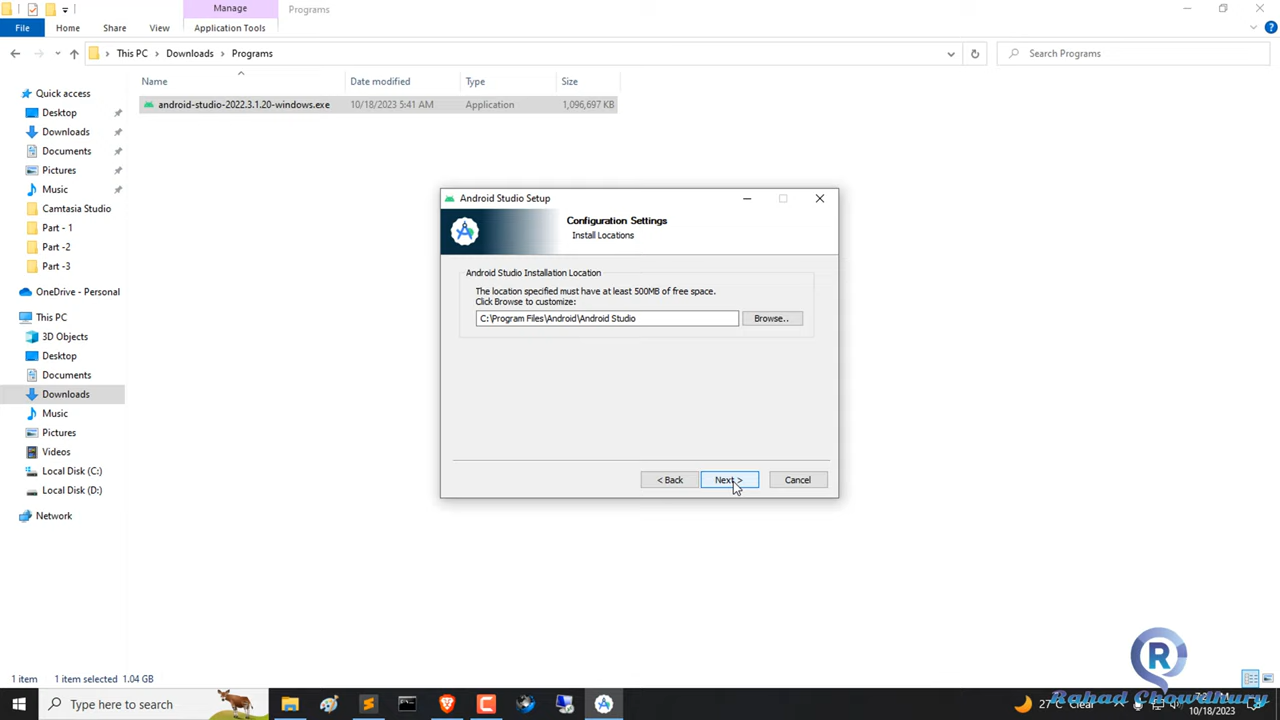 Manage
Programs
File
Home
Share
View
Application Tools
This PC
Downloads
Programs
Search Programs
Name
Date modified
Type
Size
android-studio-2022.3.1.20-windows.exe
10/18/2023 5:41 AM
Application
1,096,697 KB
Quick access
Desktop
Downloads
Documents
Pictures
Music
Camtasia Studio
Part - 1
Part -2
Part -3
OneDrive - Personal
This PC
3D Objects
Desktop
Documents
Downloads
Music
Pictures
Videos
Local Disk (C:)
Local Disk (D:)
Network
Android Studio Setup
Configuration Settings
Install Locations
Android Studio Installation Location
The location specified must have at least 500MB of free space.
Click Browse to customize:
C:\Program Files\Android\Android Studio
Browse..
< Back
Next >
Cancel
R
Rahad Chowdhury
1 item
1 item selected
1.04 GB
Type here to search
10/18/2023